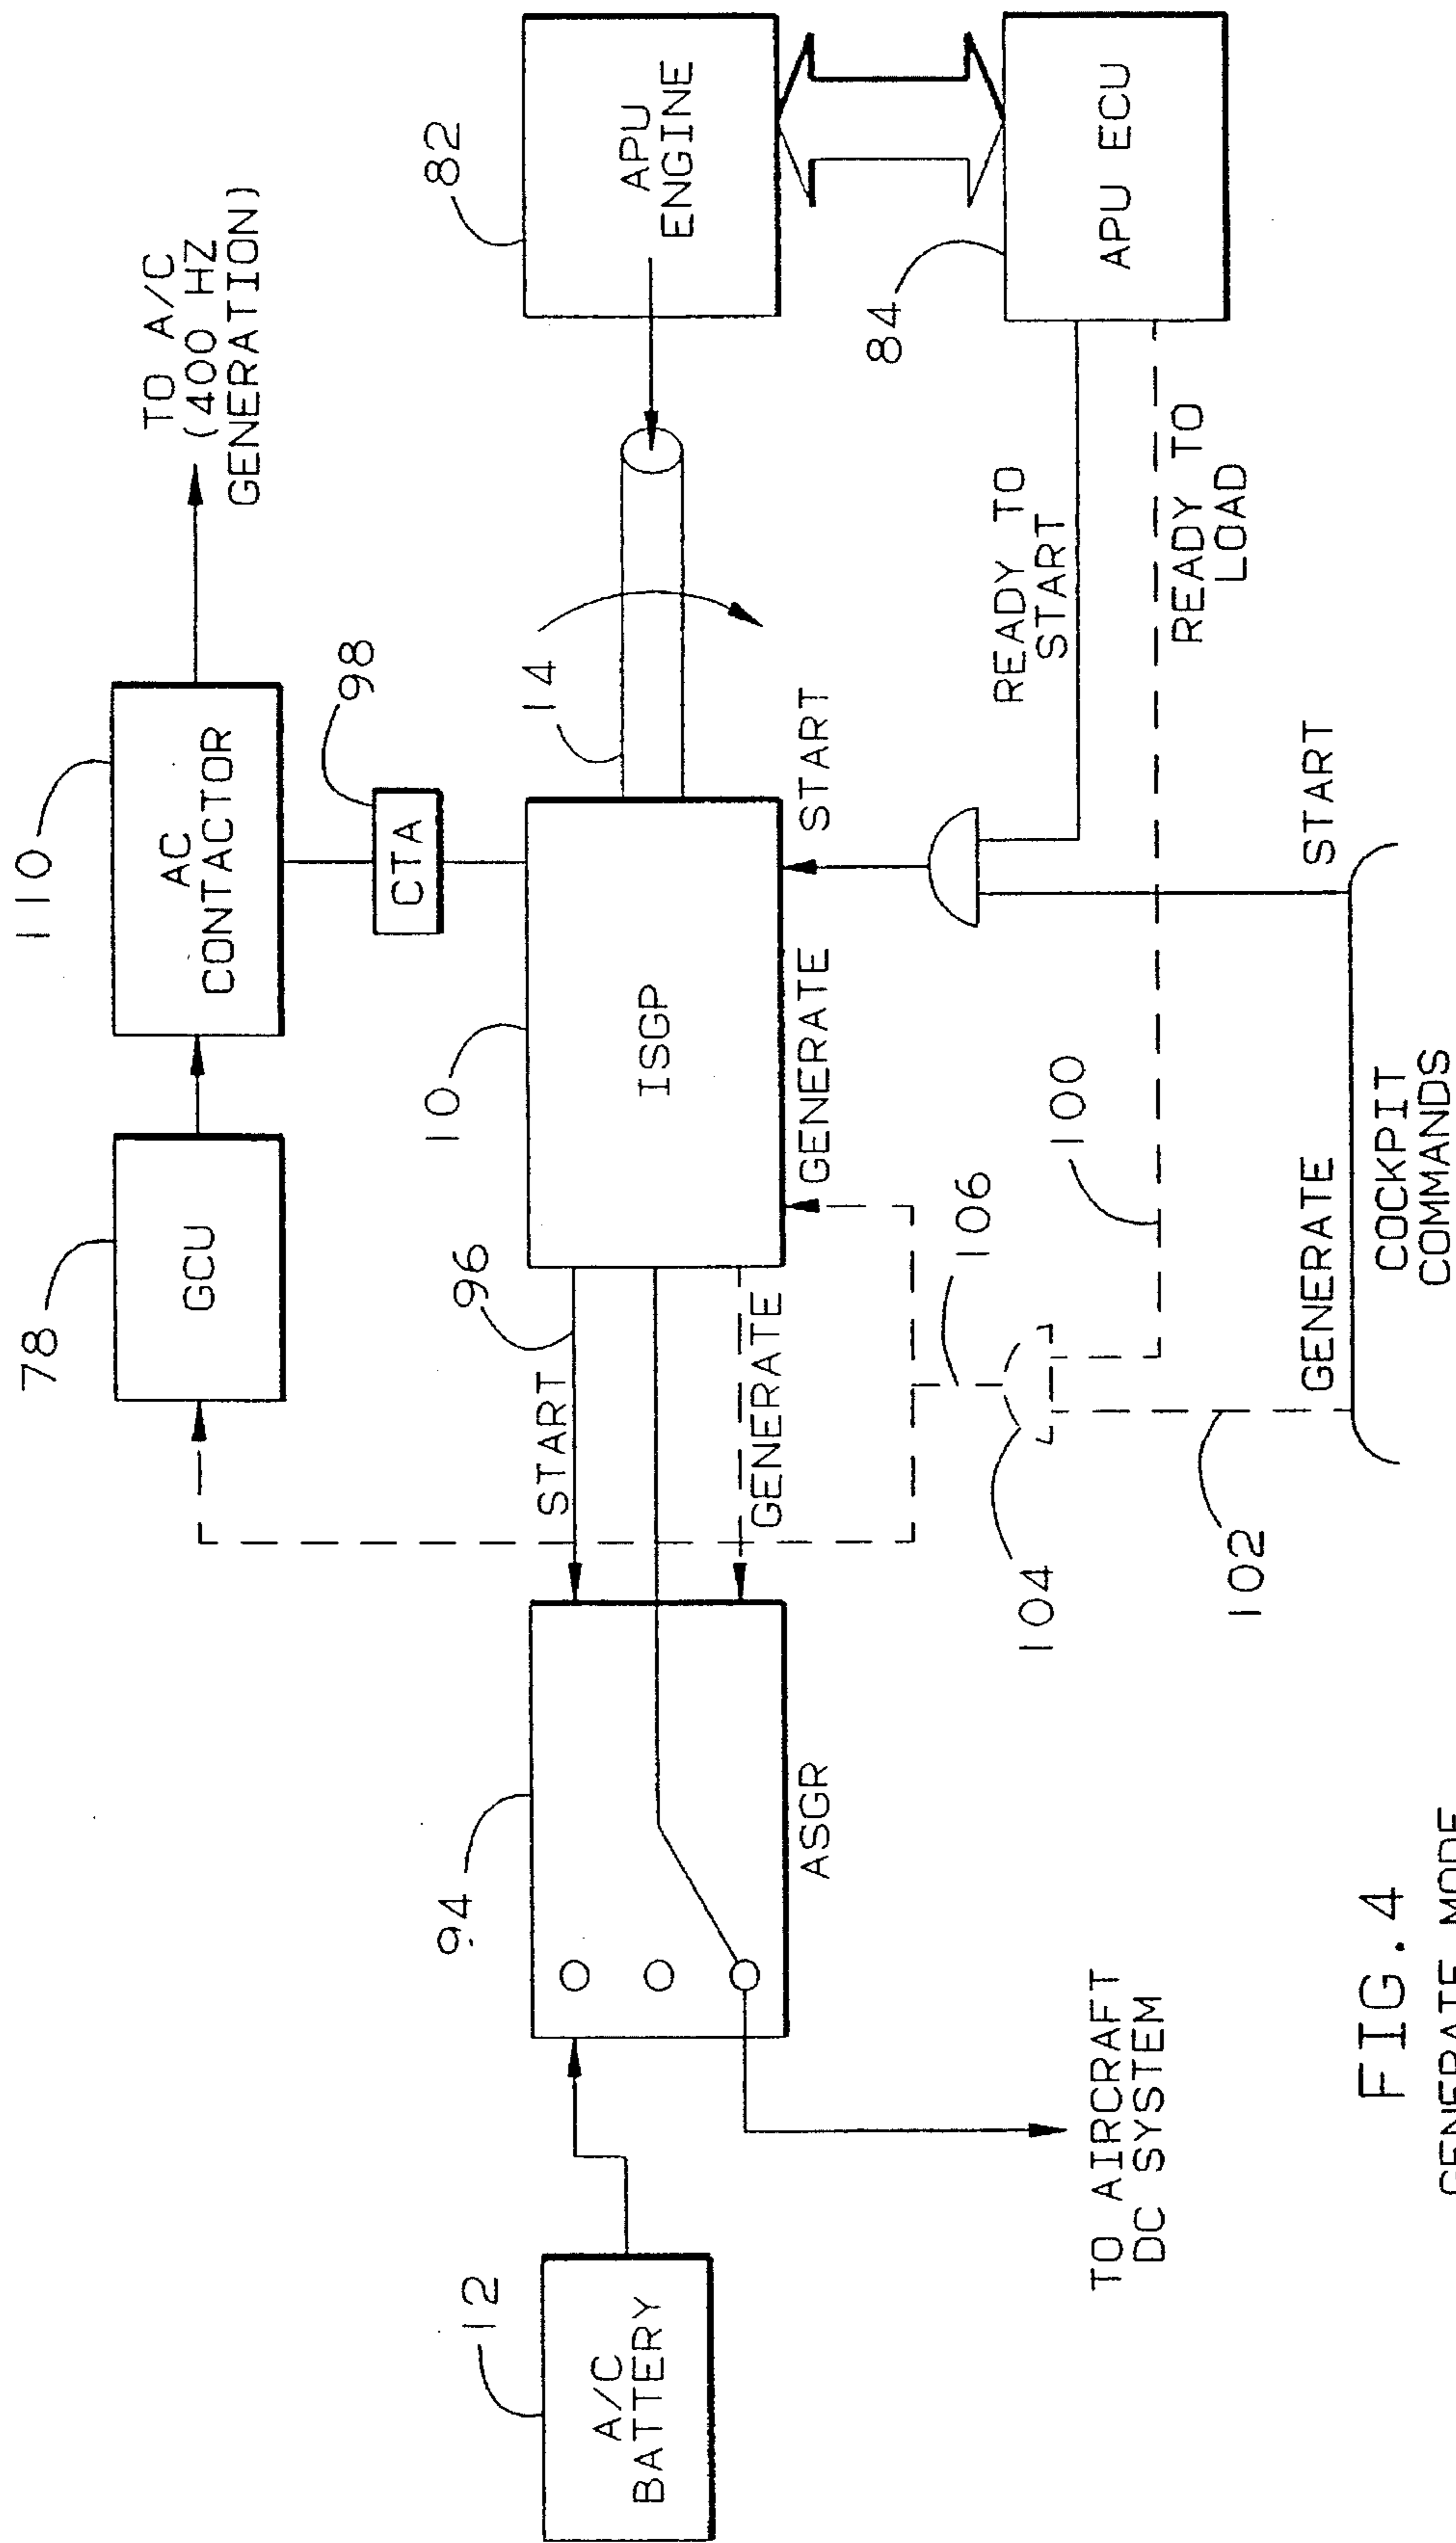 110
AC
CONTACTOR
TO A/C
(400 HZ
GENERATION)
78
GCU
98
CTA
12
A/C
BATTERY
94
ASGR
START
96
GENERATE
10
ISGP
14
82
APU
ENGINE
GENERATE
START
106
104
102
100
READY TO
START
READY TO
LOAD
84
APU ECU
GENERATE
START
COCKPIT
COMMANDS
TO AIRCRAFT
DC SYSTEM
FIG.4
GENERATE MODE